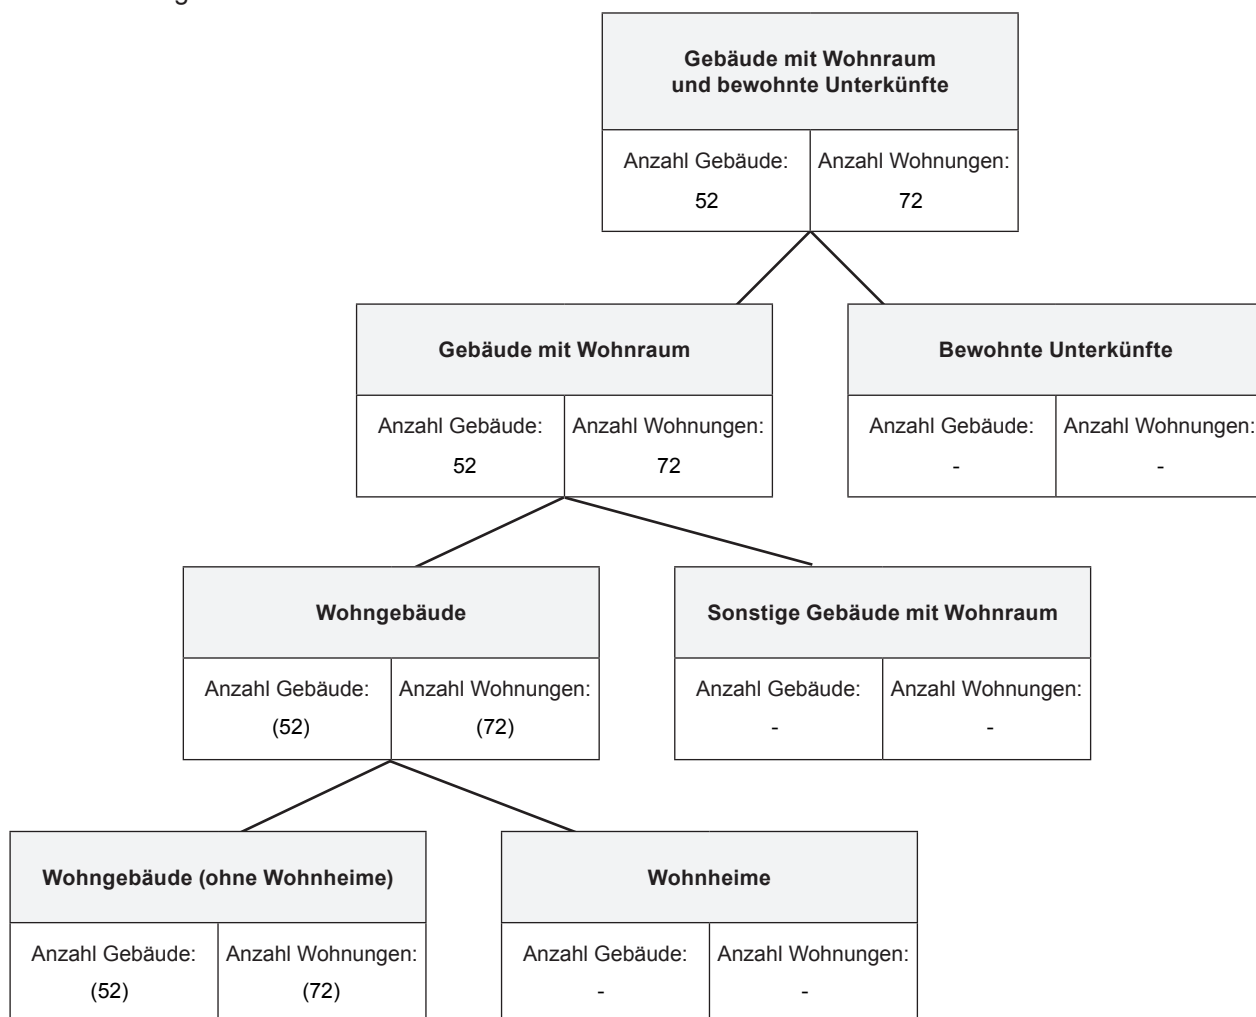 Gebäude mit Wohnraum
und bewohnte Unterkünfte
Anzahl Gebäude: Anzahl Wohnungen:
52 72
Gebäude mit Wohnraum Bewohnte Unterkünfte
Anzahl Gebäude: Anzahl Wohnungen: Anzahl Gebäude: Anzahl Wohnungen:
52 72 - -
Wohngebäude Sonstige Gebäude mit Wohnraum
Anzahl Gebäude: Anzahl Wohnungen: Anzahl Gebäude: Anzahl Wohnungen:
(52) (72) - -
Wohngebäude (ohne Wohnheime) Wohnheime
Anzahl Gebäude: Anzahl Wohnungen: Anzahl Gebäude: Anzahl Wohnungen:
(52) (72) - -